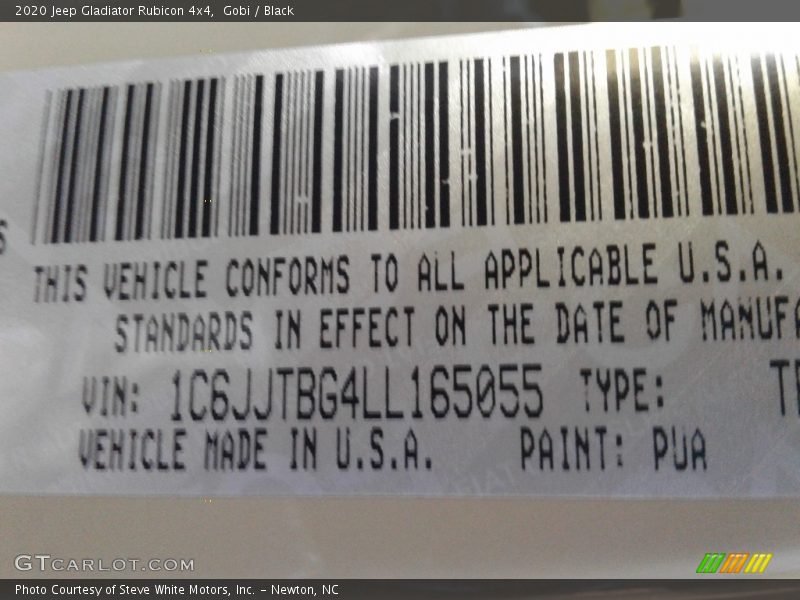 2020 Jeep Gladiator Rubicon 4x4, Gobi / Black
THIS VEHICLE CONFORMS TO ALL APPLICABLE U.S.A.
STANDARDS IN EFFECT ON THE DATE OF MANUFA
VIN: 1C6JJTBG4LL165055 TYPE: TR
VEHICLE MADE IN U.S.A. PAINT: PUA
GTCARLOT.COM
Photo Courtesy of Steve White Motors, Inc. – Newton, NC